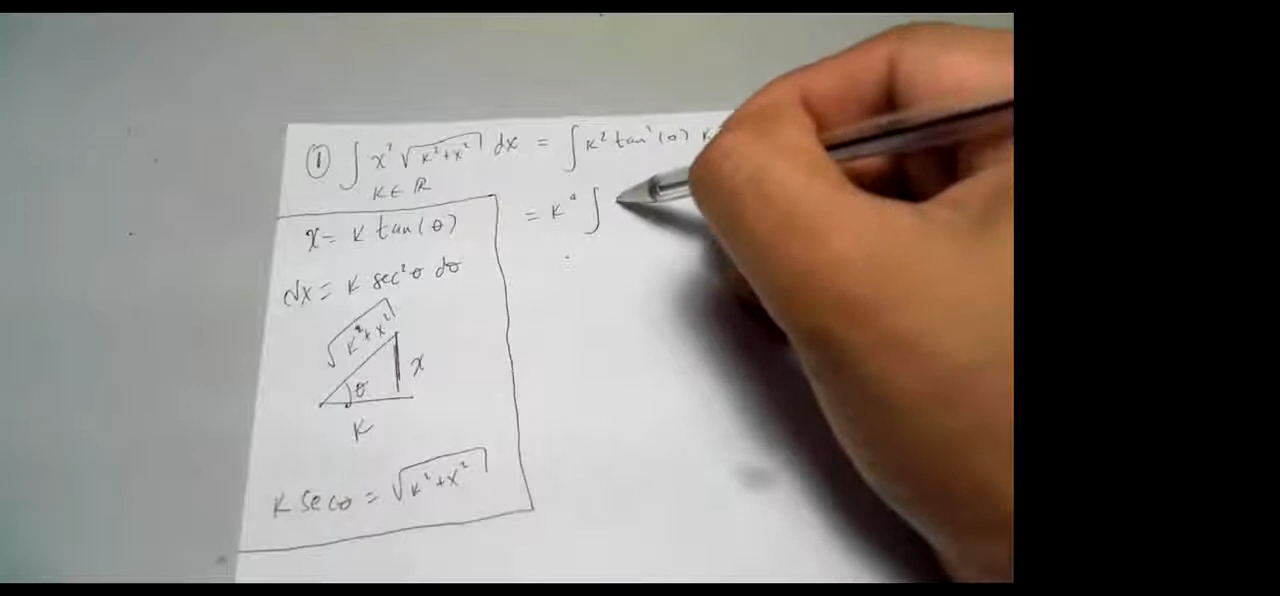 ① ∫ x² √(k²+x²) dx = ∫ k² tan²(θ) k
k ∈ ℝ
= k⁴ ∫
x = k tan(θ)
dx = k sec²θ dθ
√(k²+x²)
x
θ
k
k secθ = √(k²+x²)